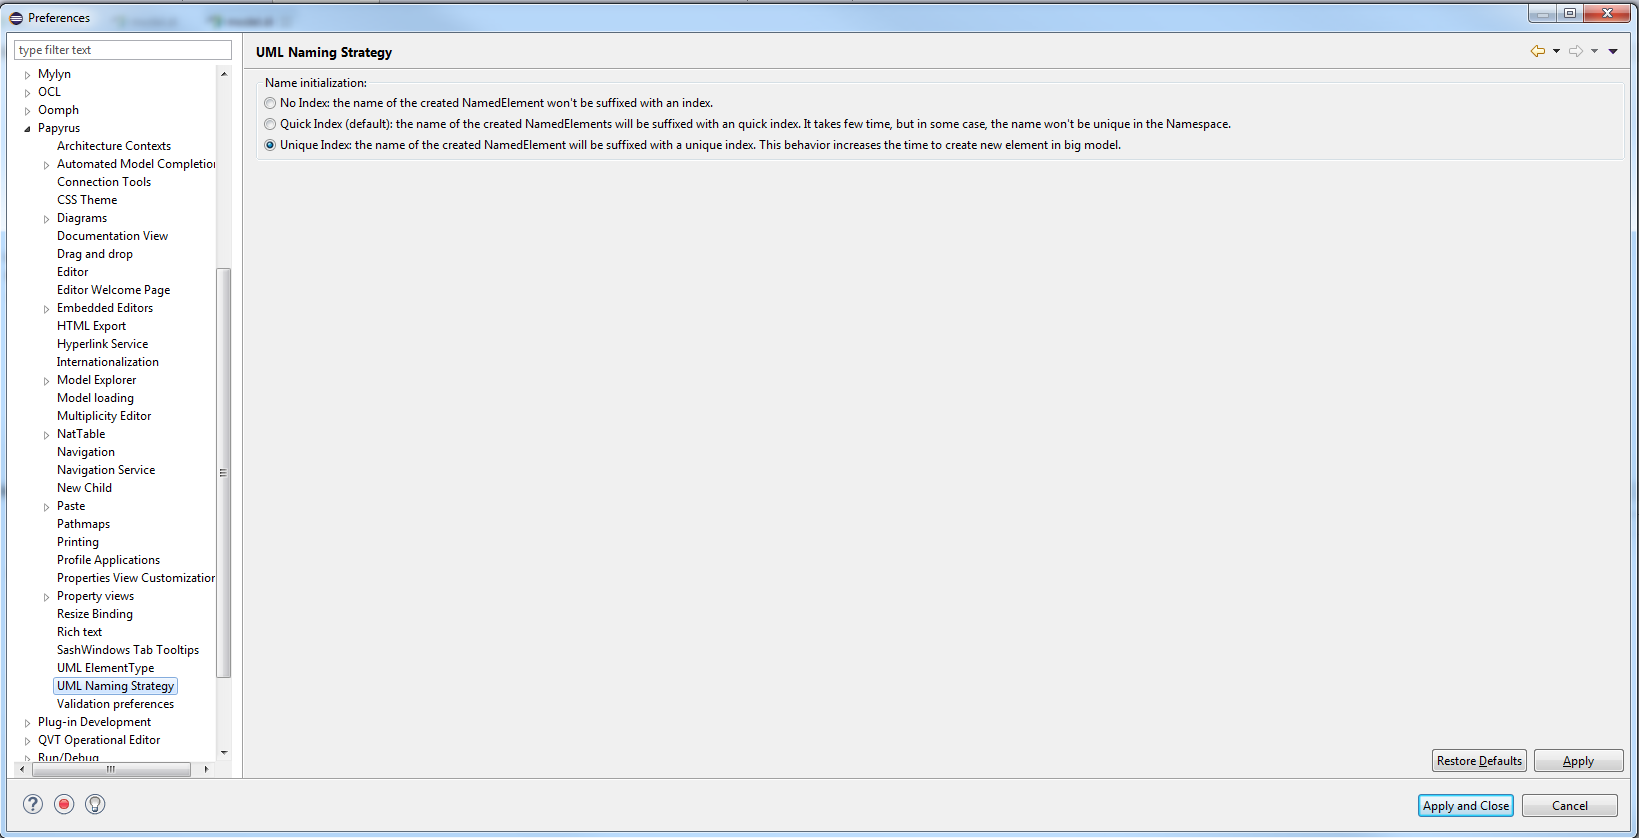 Preferences
type filter text
Mylyn
OCL
Oomph
Papyrus
Architecture Contexts
Automated Model Completion
Connection Tools
CSS Theme
Diagrams
Documentation View
Drag and drop
Editor
Editor Welcome Page
Embedded Editors
HTML Export
Hyperlink Service
Internationalization
Model Explorer
Model loading
Multiplicity Editor
NatTable
Navigation
Navigation Service
New Child
Paste
Pathmaps
Printing
Profile Applications
Properties View Customization
Property views
Resize Binding
Rich text
SashWindows Tab Tooltips
UML ElementType
UML Naming Strategy
Validation preferences
Plug-in Development
QVT Operational Editor
Run/Debug
UML Naming Strategy
Name initialization:
No Index: the name of the created NamedElement won't be suffixed with an index.
Quick Index (default): the name of the created NamedElements will be suffixed with an quick index. It takes few time, but in some case, the name won't be unique in the Namespace.
Unique Index: the name of the created NamedElement will be suffixed with a unique index. This behavior increases the time to create new element in big model.
Restore Defaults
Apply
Apply and Close
Cancel